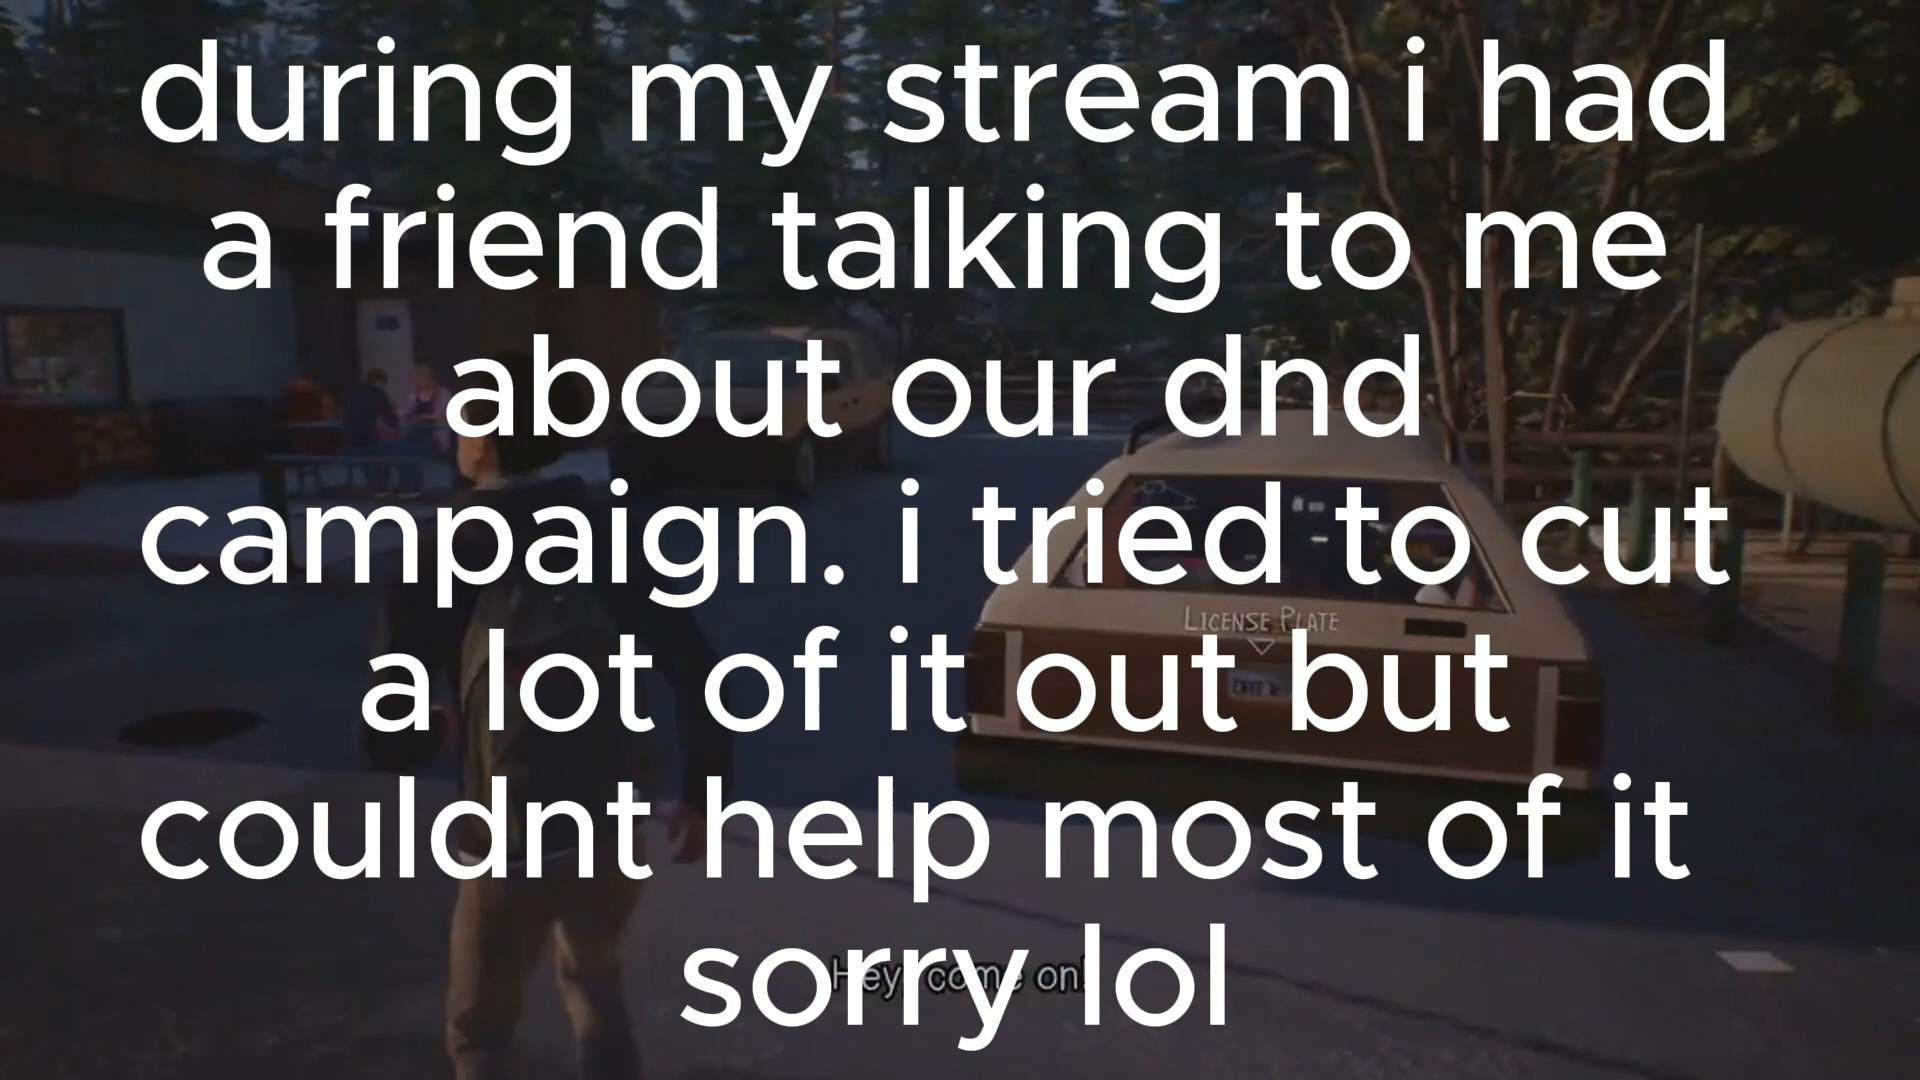 during my stream i had
a friend talking to me
about our dnd
campaign. i tried to cut
a lot of it out but
couldnt help most of it
sorry lol
LICENSE PLATE
Hey, come on!